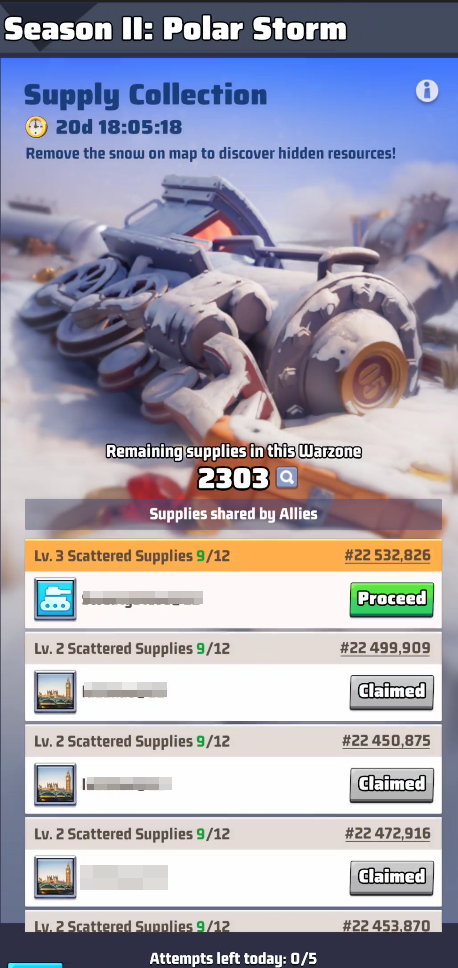 Season II: Polar Storm
Supply Collection
20d 18:05:18
Remove the snow on map to discover hidden resources!
Remaining supplies in this Warzone
2303
Supplies shared by Allies
Lv. 3 Scattered Supplies 9/12 #22 532,826
Proceed
Lv. 2 Scattered Supplies 9/12 #22 499,909
Claimed
Lv. 2 Scattered Supplies 9/12 #22 450,875
Claimed
Lv. 2 Scattered Supplies 9/12 #22 472,916
Claimed
Lv. 2 Scattered Supplies 9/12 #22 453,870
Attempts left today: 0/5